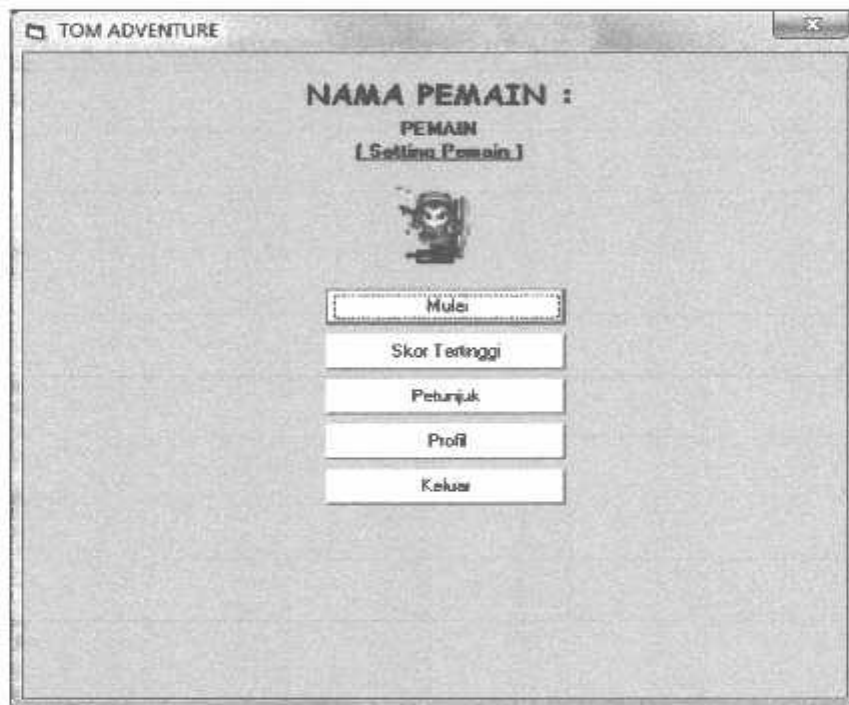 TOM ADVENTURE
NAMA PEMAIN :
PEMAIN
[ Setting Pemain ]
Mulai
Skor Tertinggi
Petunjuk
Profil
Keluar